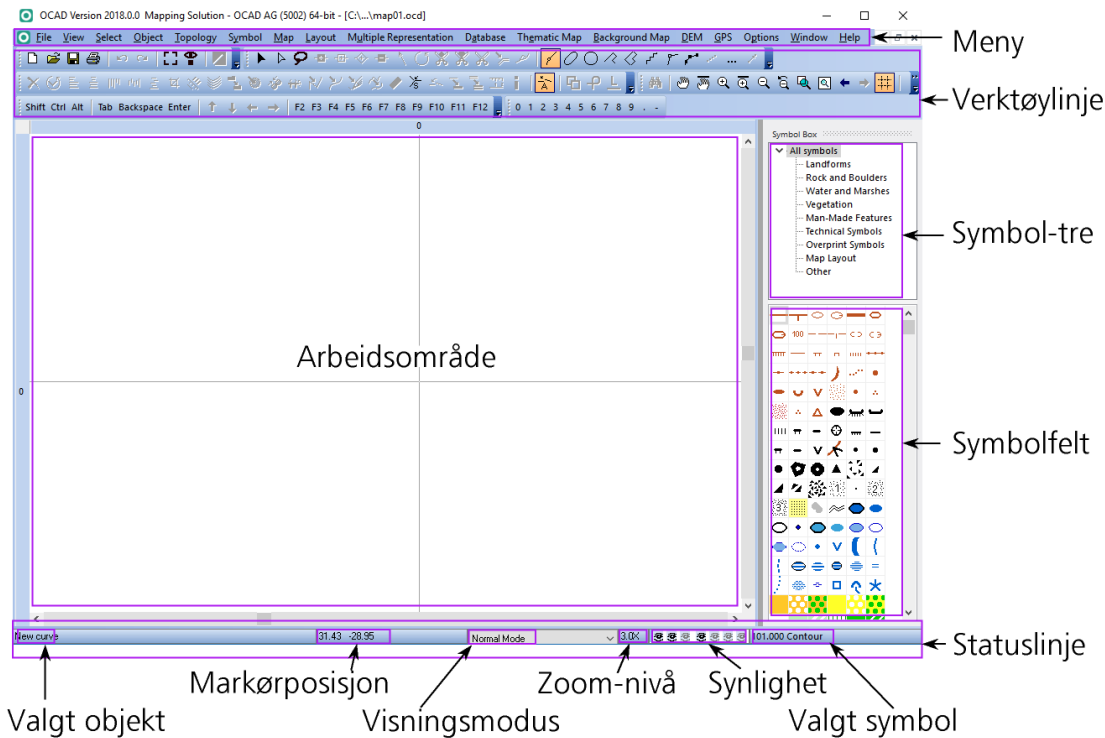 OCAD Version 2018.0.0 Mapping Solution - OCAD AG (5002) 64-bit - [C:\...\map01.ocd]
File View Select Object Topology Symbol Map Layout Multiple Representation Database Thematic Map Background Map DEM GPS Options Window Help
Meny
Shift Ctrl Alt Tab Backspace Enter F2 F3 F4 F5 F6 F7 F8 F9 F10 F11 F12 0 1 2 3 4 5 6 7 8 9 . -
Verktøylinje
0
Symbol Box
All symbols
Landforms
Rock and Boulders
Water and Marshes
Vegetation
Man-Made Features
Technical Symbols
Overprint Symbols
Map Layout
Other
Symbol-tre
100
Arbeidsområde
0
Symbolfelt
1
2
3
New curve 31.43 -28.95 Normal Mode 3.0X 101.000 Contour
Statuslinje
Markørposisjon Zoom-nivå Synlighet
Valgt objekt Visningsmodus Valgt symbol